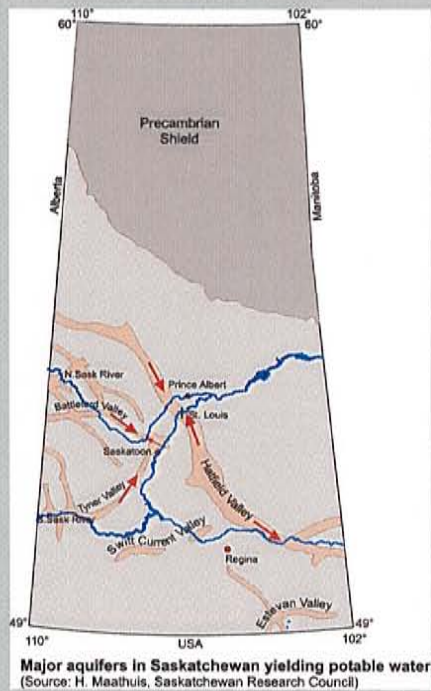 110°
102°
60°
60°
Precambrian
Shield
Alberta
Manitoba
N.Sask River
Prince Albert
Battleford Valley
St. Louis
Saskatoon
Hatfield Valley
Tyner Valley
S.Sask River
Swift Current Valley
Regina
Estevan Valley
49°
49°
110°
USA
102°
Major aquifers in Saskatchewan yielding potable water
(Source: H. Maathuis, Saskatchewan Research Council)